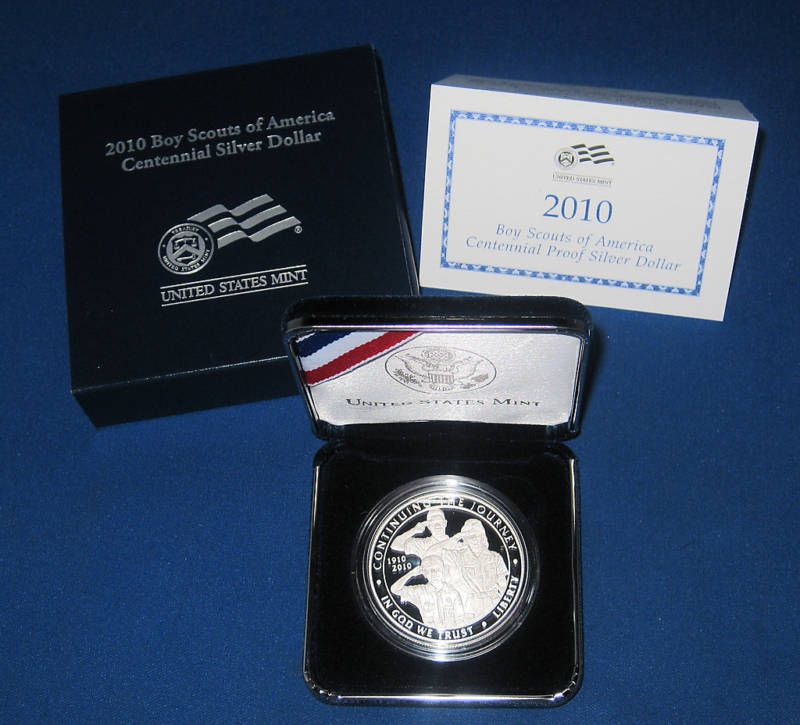 2010 Boy Scouts of America
Centennial Silver Dollar
UNITED STATES MINT
UNITED STATES MINT
2010
Boy Scouts of America
Centennial Proof Silver Dollar
UNITED STATES MINT
CONTINUING THE JOURNEY
1910
2010
IN GOD WE TRUST • LIBERTY